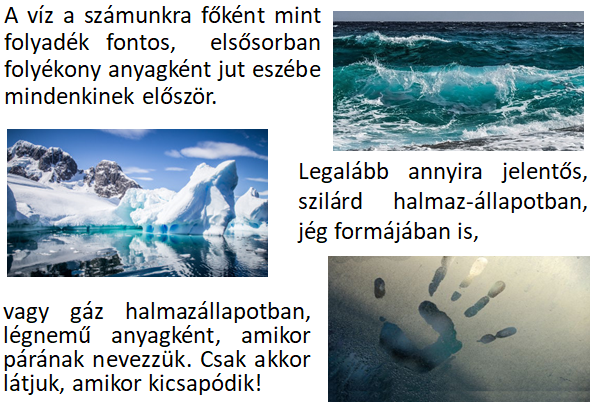 A víz a számunkra főként mint
folyadék fontos, elsősorban
folyékony anyagként jut eszébe
mindenkinek először.
Legalább annyira jelentős,
szilárd halmaz-állapotban,
jég formájában is,
vagy gáz halmazállapotban,
légnemű anyagként, amikor
párának nevezzük. Csak akkor
látjuk, amikor kicsapódik!